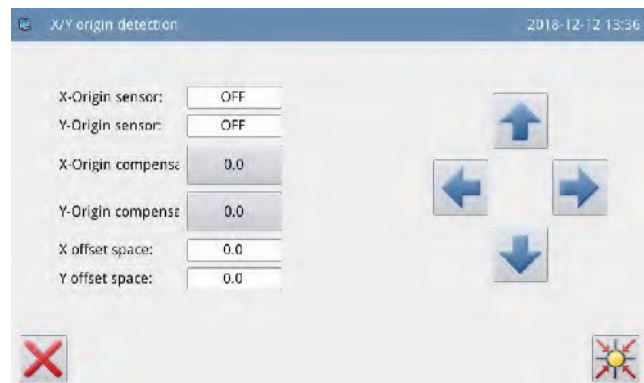 X/Y origin detection 2018-12-12 13:36
X-Origin sensor: OFF
Y-Origin sensor: OFF
X-Origin compensa 0.0
Y-Origin compensa 0.0
X offset space: 0.0
Y offset space: 0.0